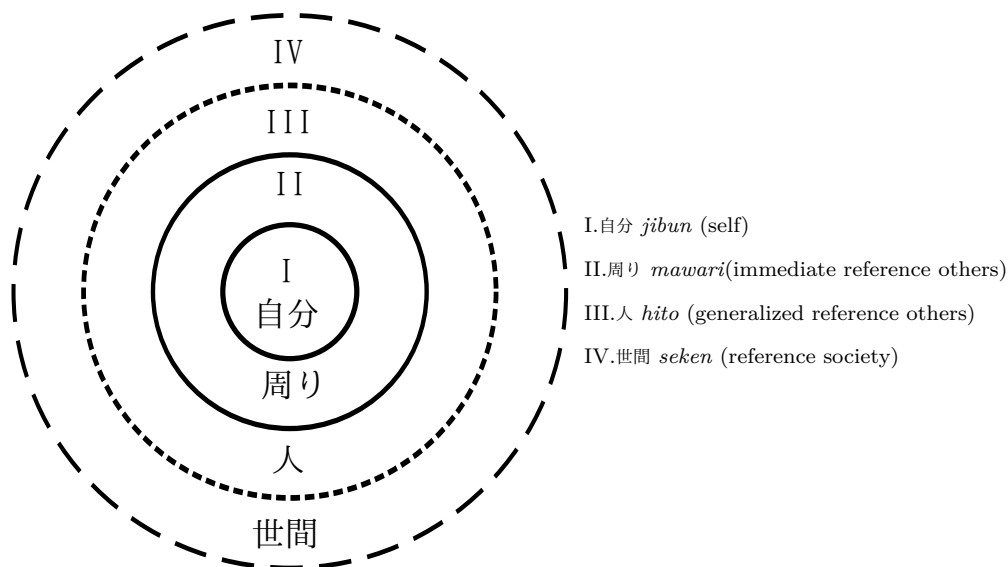 IV
III
II
I
自分
周り
人
世間
I.自分 jibun (self)
II.周り mawari(immediate reference others)
III.人 hito (generalized reference others)
IV.世間 seken (reference society)